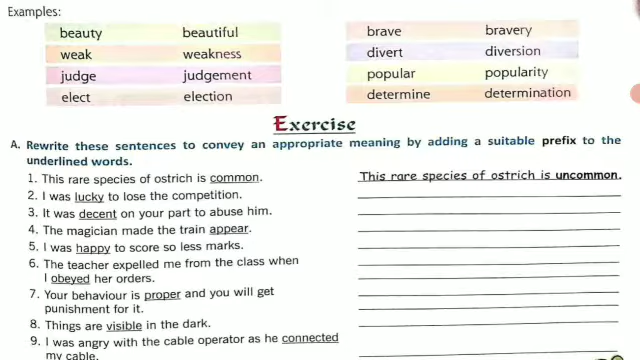 Examples:
beauty beautiful
weak weakness
judge judgement
elect election
brave bravery
divert diversion
popular popularity
determine determination
Exercise
A. Rewrite these sentences to convey an appropriate meaning by adding a suitable prefix to the
underlined words.
1. This rare species of ostrich is common. This rare species of ostrich is uncommon.
2. I was lucky to lose the competition.
3. It was decent on your part to abuse him.
4. The magician made the train appear.
5. I was happy to score so less marks.
6. The teacher expelled me from the class when
I obeyed her orders.
7. Your behaviour is proper and you will get
punishment for it.
8. Things are visible in the dark.
9. I was angry with the cable operator as he connected
my cable.